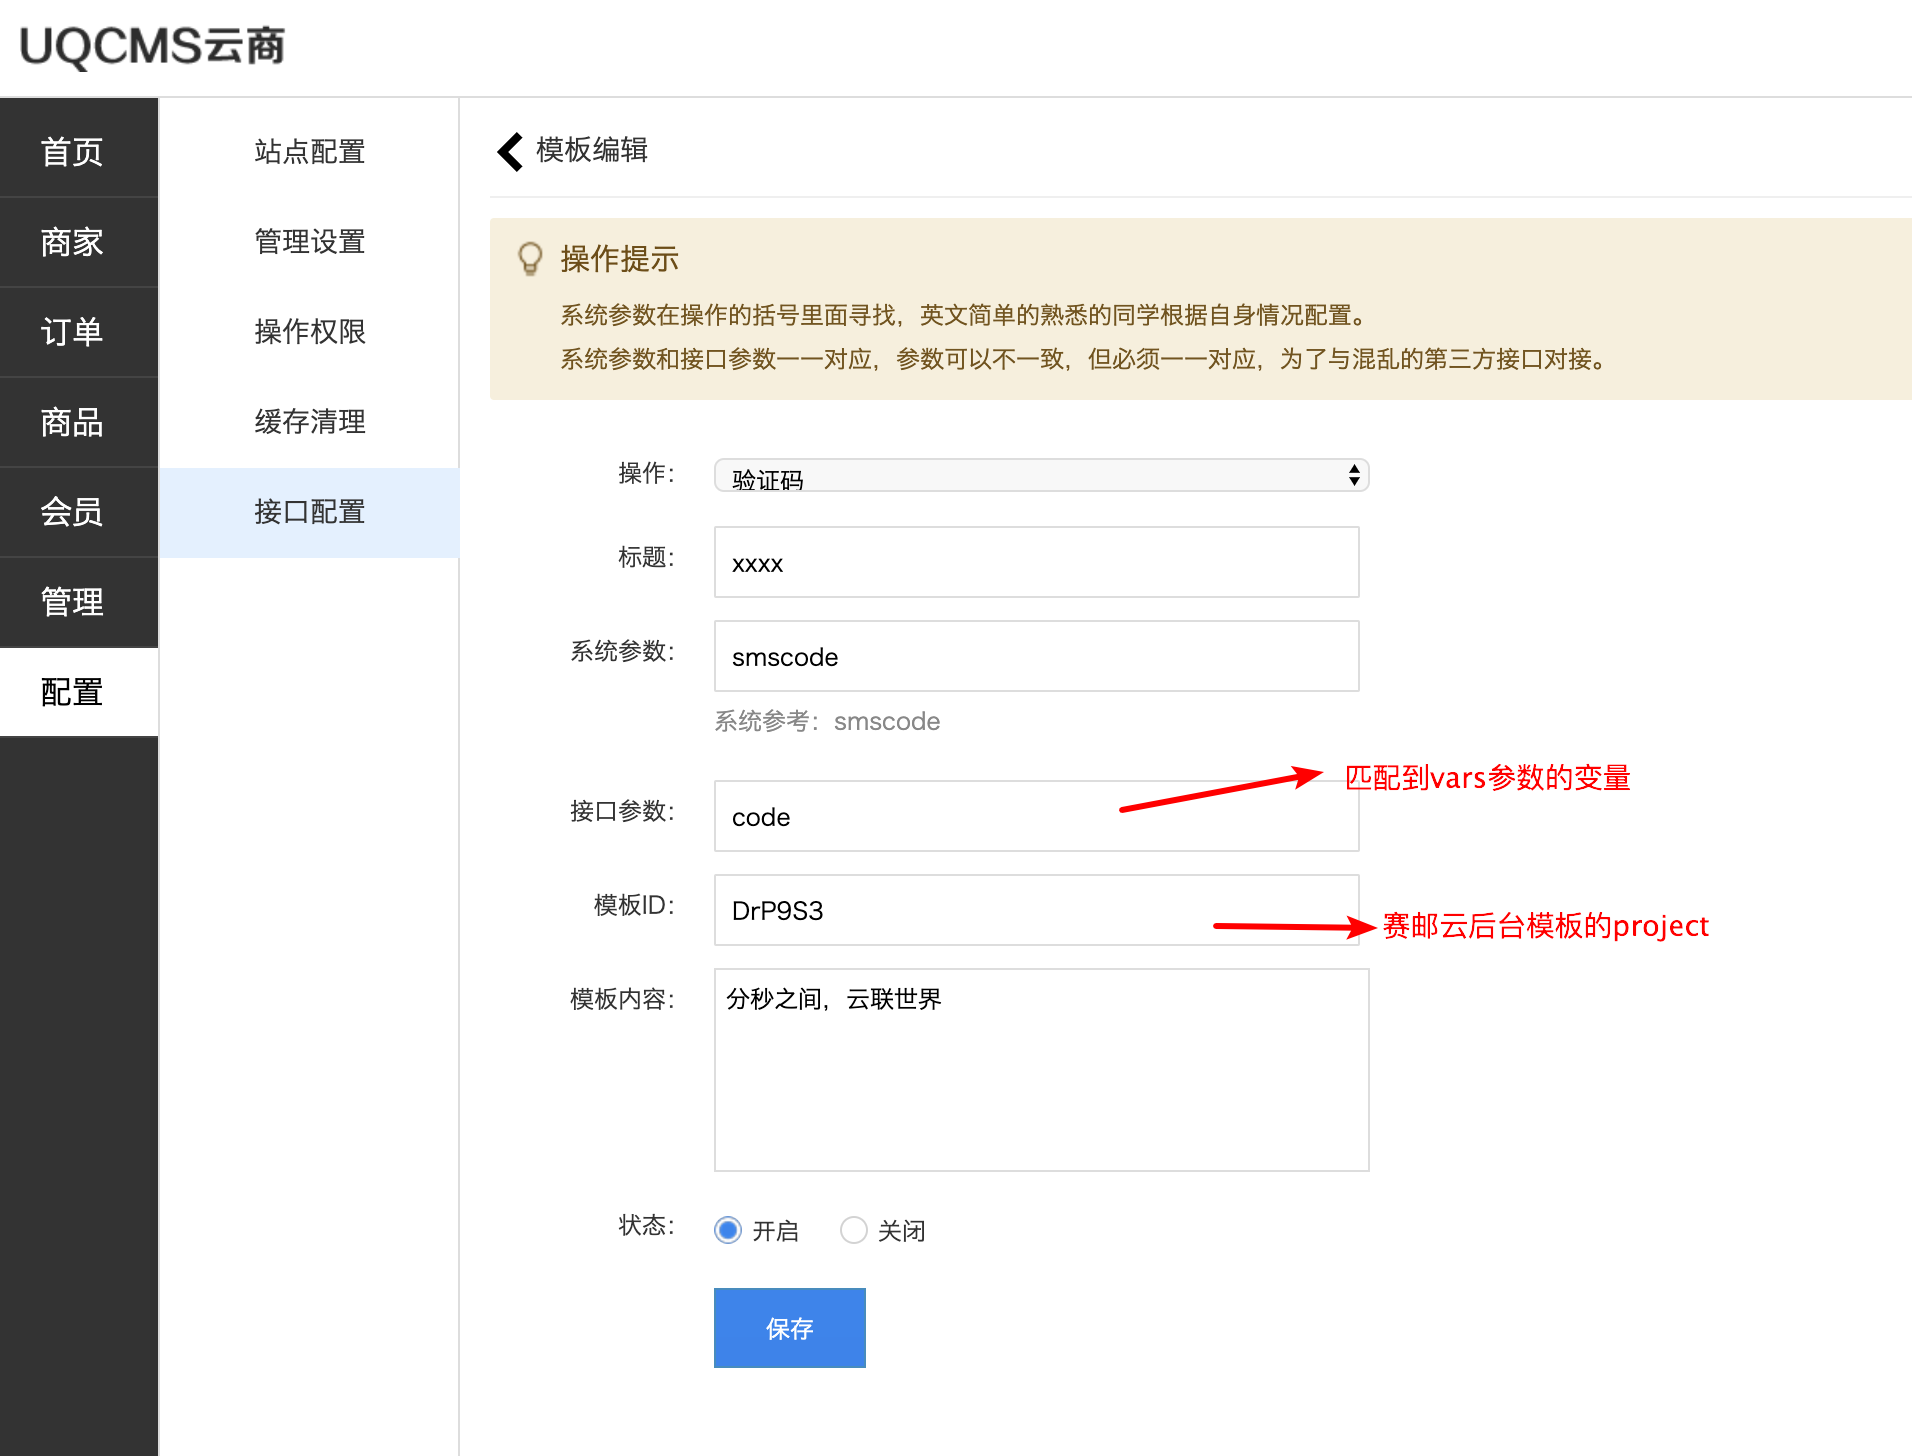 UQCMS云商
首页
商家
订单
商品
会员
管理
配置
站点配置
管理设置
操作权限
缓存清理
接口配置
模板编辑
操作提示
系统参数在操作的括号里面寻找，英文简单的熟悉的同学根据自身情况配置。
系统参数和接口参数一一对应，参数可以不一致，但必须一一对应，为了与混乱的第三方接口对接。
操作： 验证码
标题： xxxx
系统参数： smscode
系统参考：smscode
匹配到vars参数的变量
接口参数： code
模板ID： DrP9S3
赛邮云后台模板的project
模板内容： 分秒之间，云联世界
状态： 开启 关闭
保存